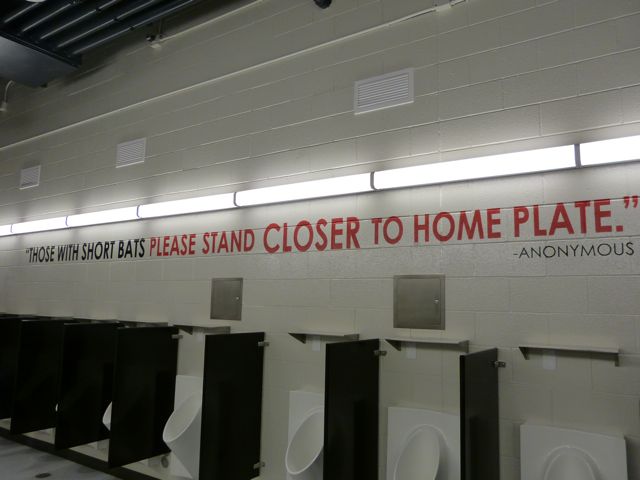 "THOSE WITH SHORT BATS PLEASE STAND CLOSER TO HOME PLATE."
-ANONYMOUS